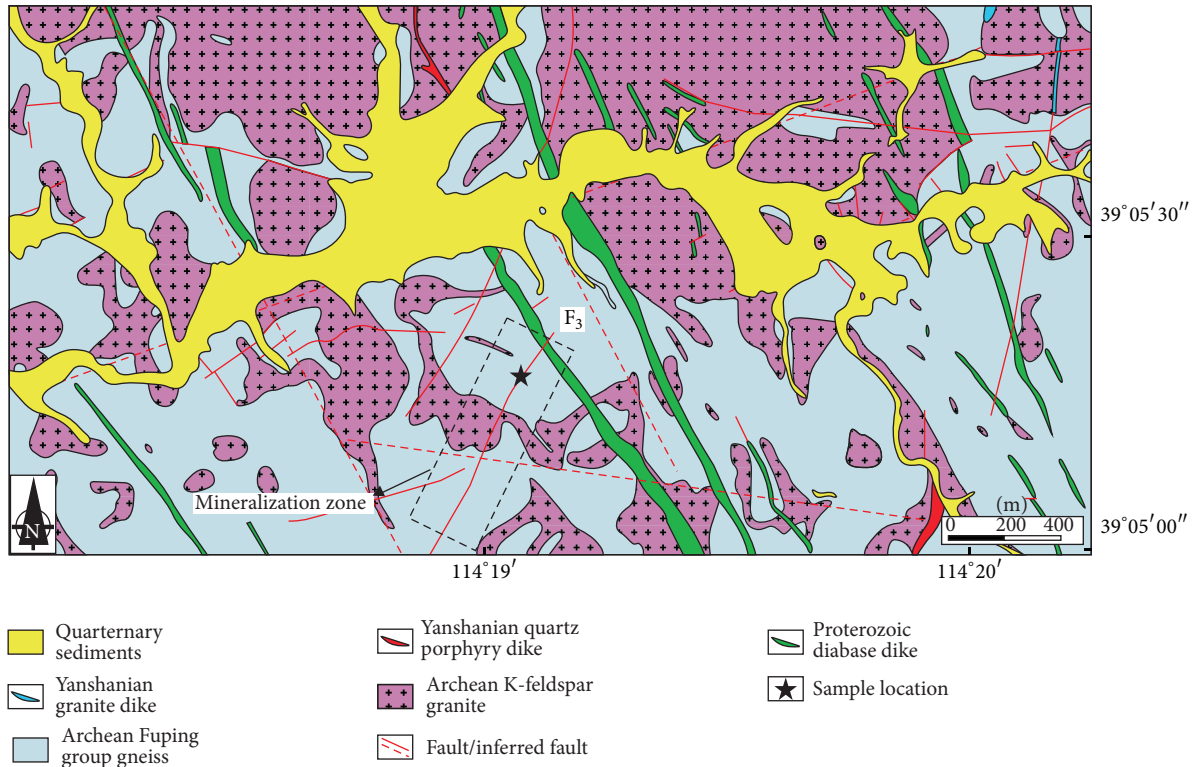 39°05′30″
F3
Mineralization zone
N
(m)
0 200 400
39°05′00″
114°19′
114°20′
Quarternary
sediments
Yanshanian
granite dike
Archean Fuping
group gneiss
Yanshanian quartz
porphyry dike
Archean K-feldspar
granite
Fault/inferred fault
Proterozoic
diabase dike
Sample location